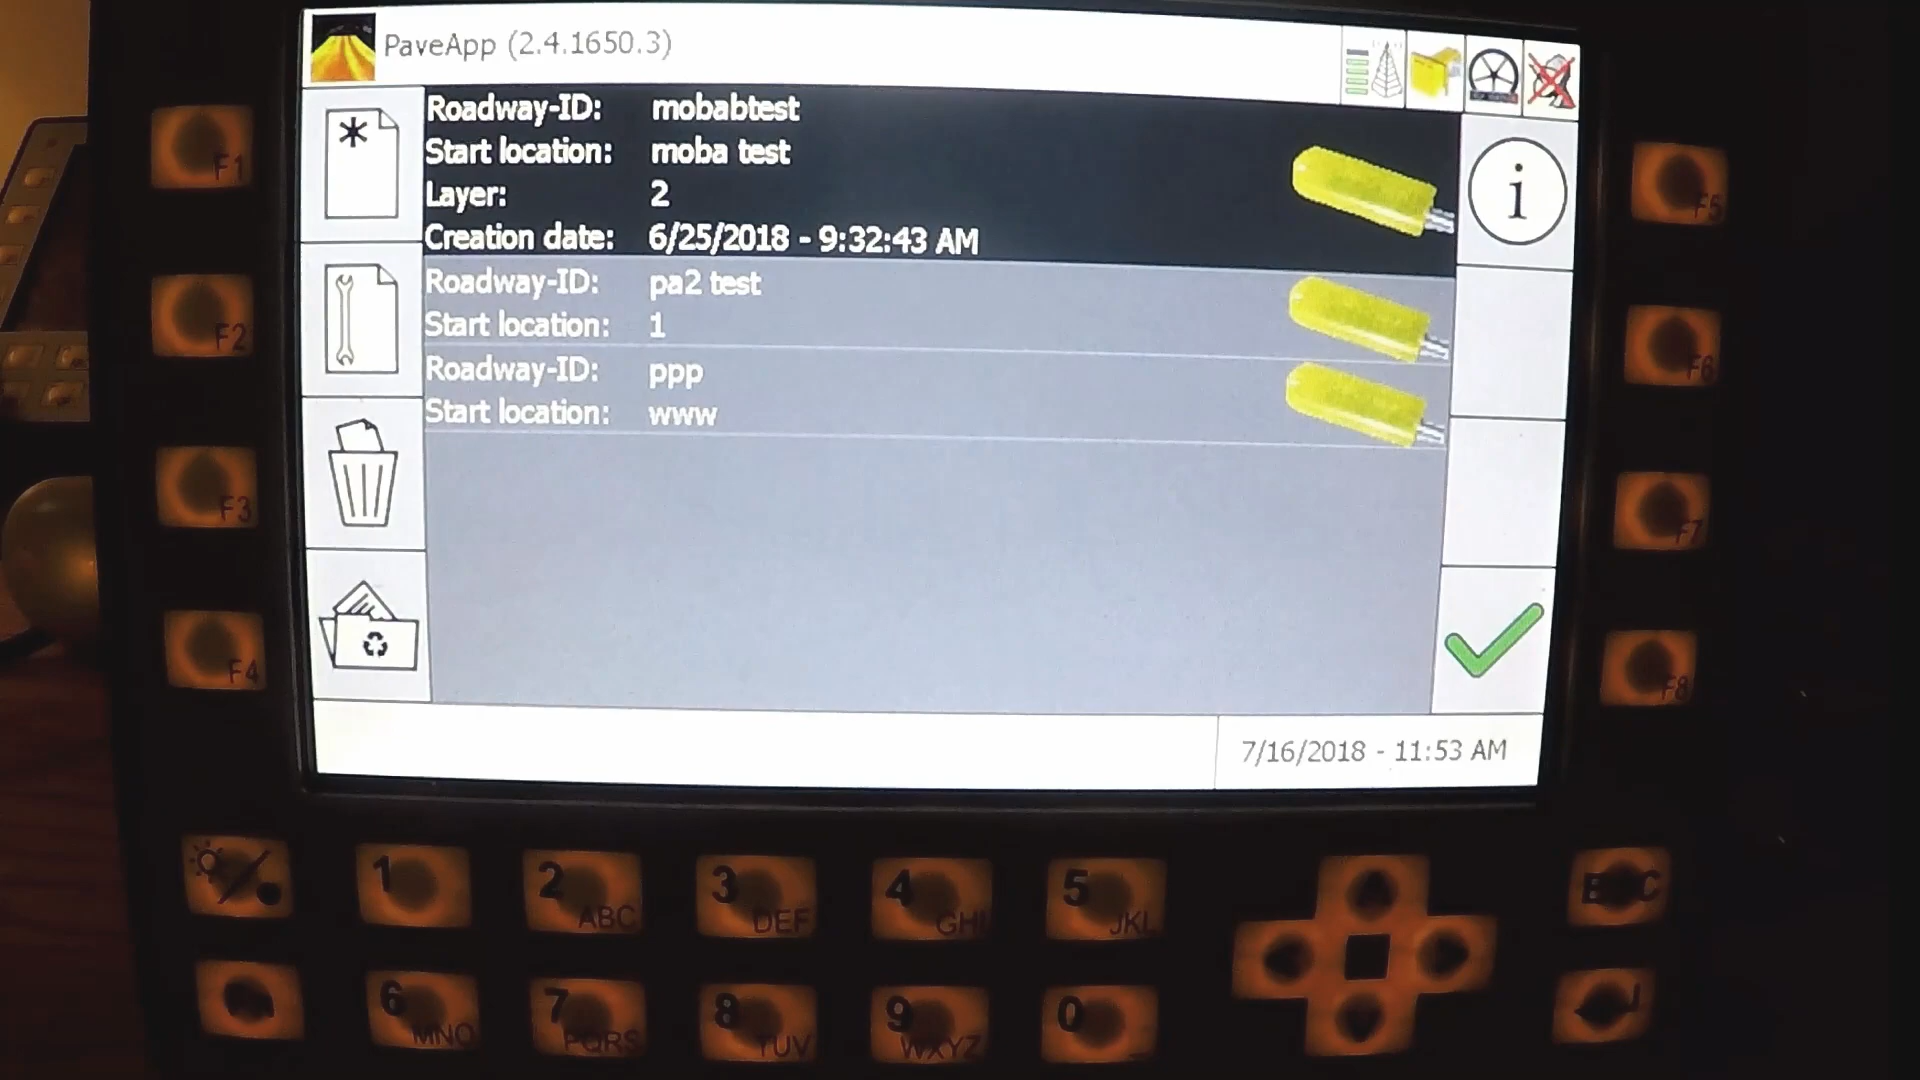 PaveApp (2.4.1650.3)
Roadway-ID: mobabtest
Start location: moba test
Layer: 2
Creation date: 6/25/2018 - 9:32:43 AM
Roadway-ID: pa2 test
Start location: 1
Roadway-ID: ppp
Start location: www
7/16/2018 - 11:53 AM
F1
F2
F3
F4
F5
F6
F7
F8
1
2 ABC
3 DEF
4 GHI
5 JKL
ESC
6 MNO
7 PQRS
8 TUV
9 WXYZ
0